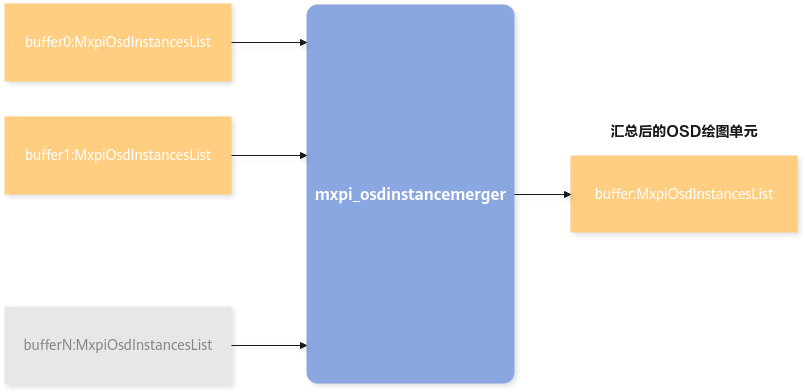 buffer0:MxpiOsdInstancesList
buffer1:MxpiOsdInstancesList
bufferN:MxpiOsdInstancesList
mxpi_osdinstancemerger
汇总后的OSD绘图单元
buffer:MxpiOsdInstancesList